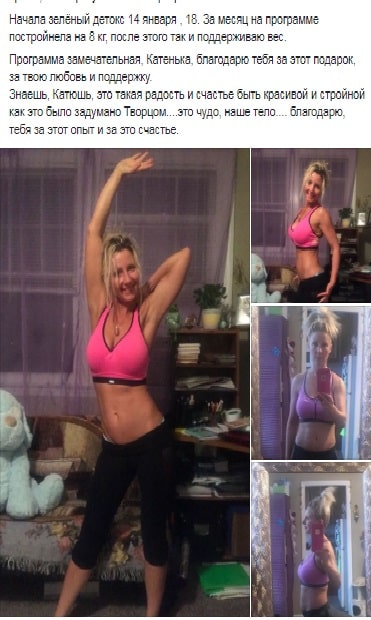 Начала зелёный детокс 14 января , 18. За месяц на программе
постройнела на 8 кг, после этого так и поддерживаю вес.
Программа замечательная, Катенька, благодарю тебя за этот подарок,
за твою любовь и поддержку.
Знаешь, Катюшь, это такая радость и счастье быть красивой и стройной
как это было задумано Творцом....это чудо, наше тело.... благодарю,
тебя за этот опыт и за это счастье.